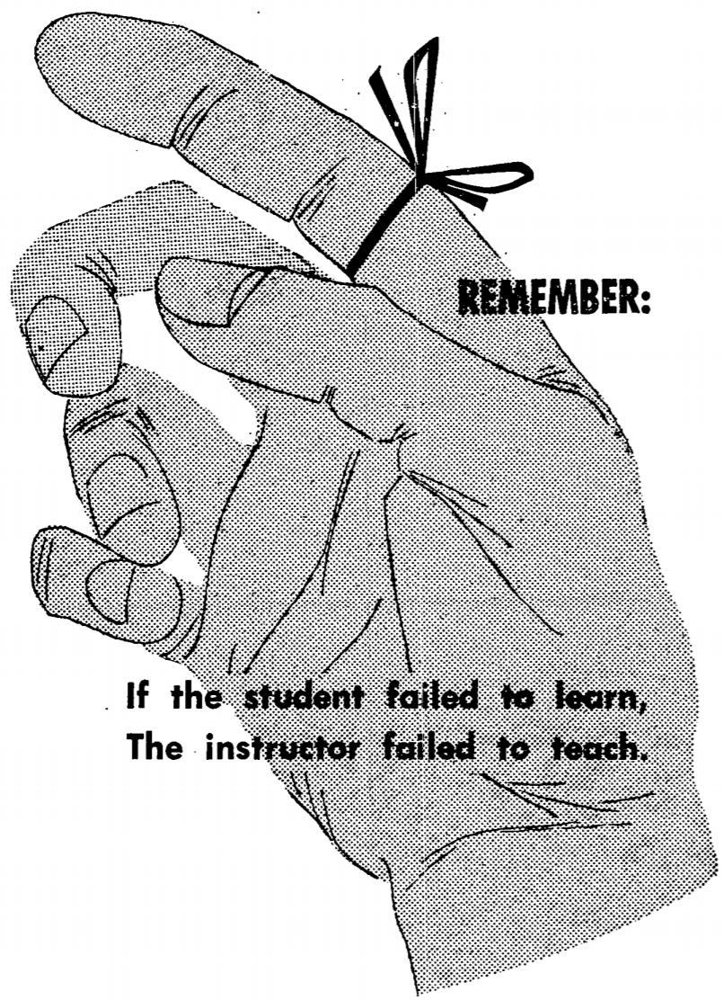 REMEMBER:
If the student failed to learn,
The instructor failed to teach.